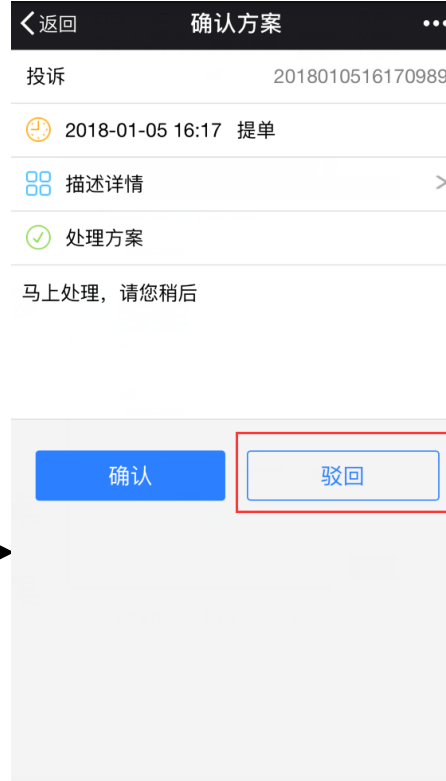 返回 确认方案
投诉 2018010516170989
2018-01-05 16:17 提单
描述详情
处理方案
马上处理，请您稍后
确认 驳回